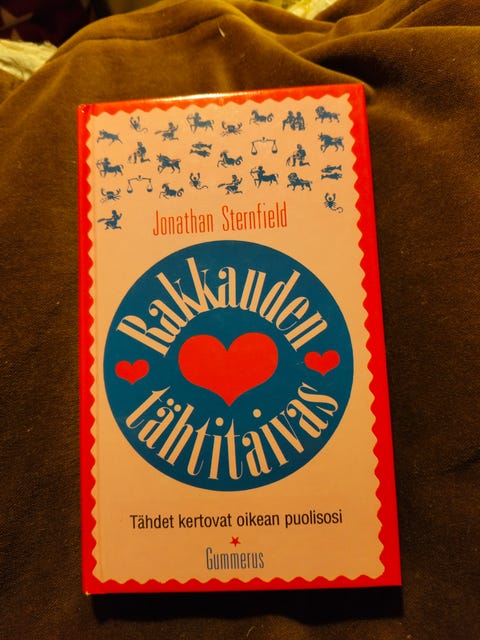 Jonathan Sternfield
Rakkauden
tähtitaivas
Tähdet kertovat oikean puolisosi
Gummerus